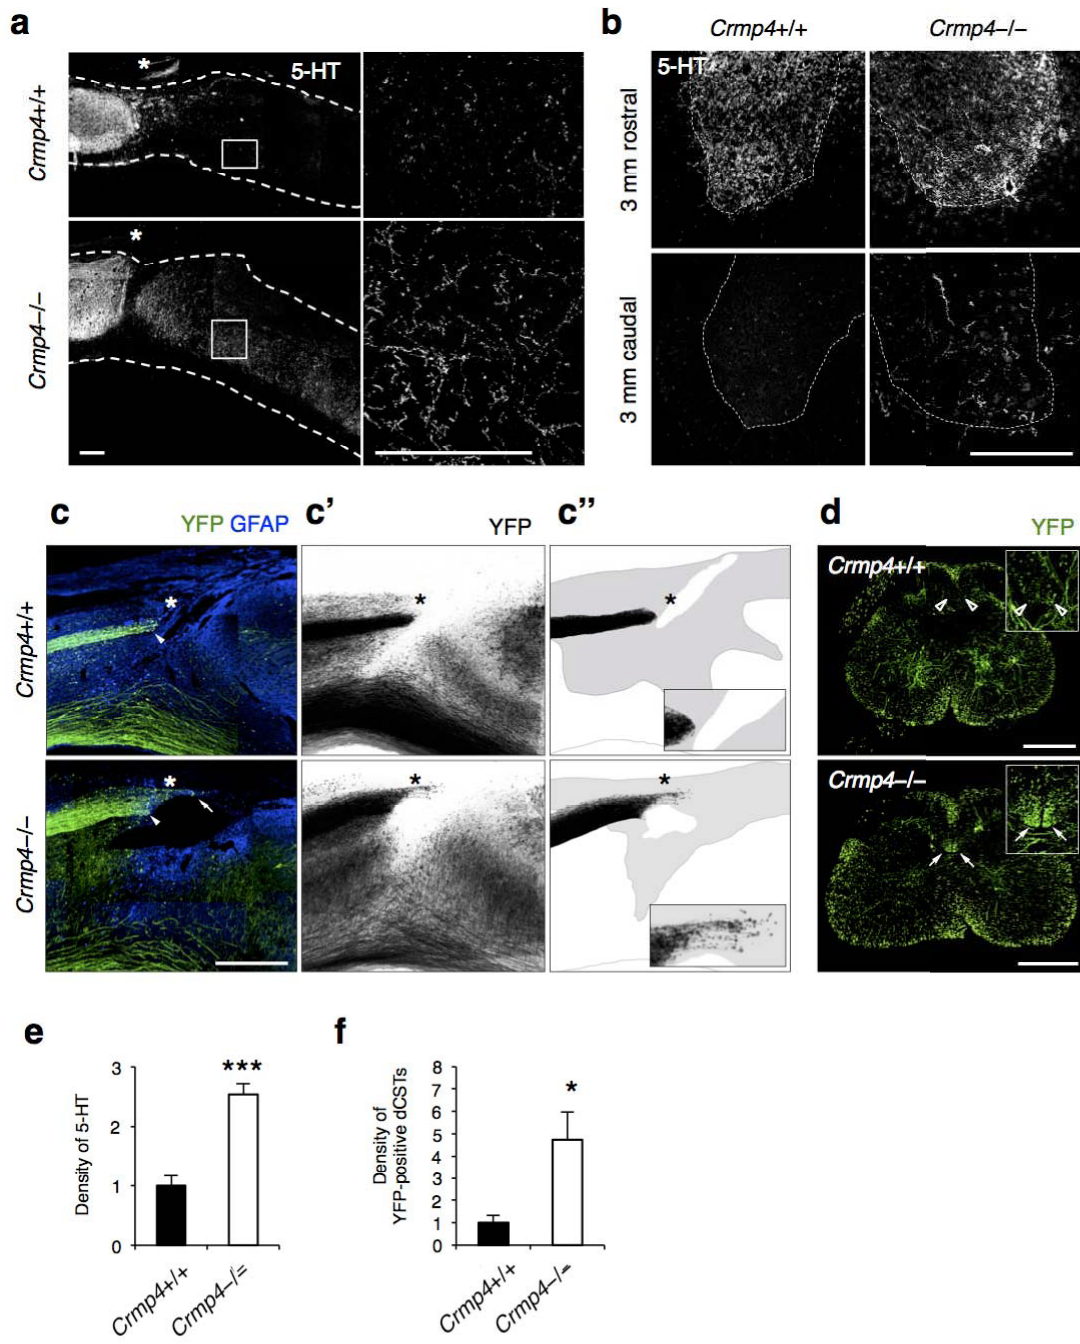 a
b
Crmp4+/+
Crmp4–/–
*
5-HT
Crmp4+/+
*
Crmp4–/–
5-HT
3 mm rostral
3 mm caudal
c
c’
c’’
d
YFP GFAP
YFP
YFP
Crmp4+/+
*
*
*
Crmp4+/+
Crmp4–/–
*
*
*
Crmp4–/–
e
f
Density of 5-HT
3
2
1
0
***
Crmp4+/+
Crmp4–/–
Density of
YFP-positive dCSTs
8
7
6
5
4
3
2
1
0
*
Crmp4+/+
Crmp4–/–